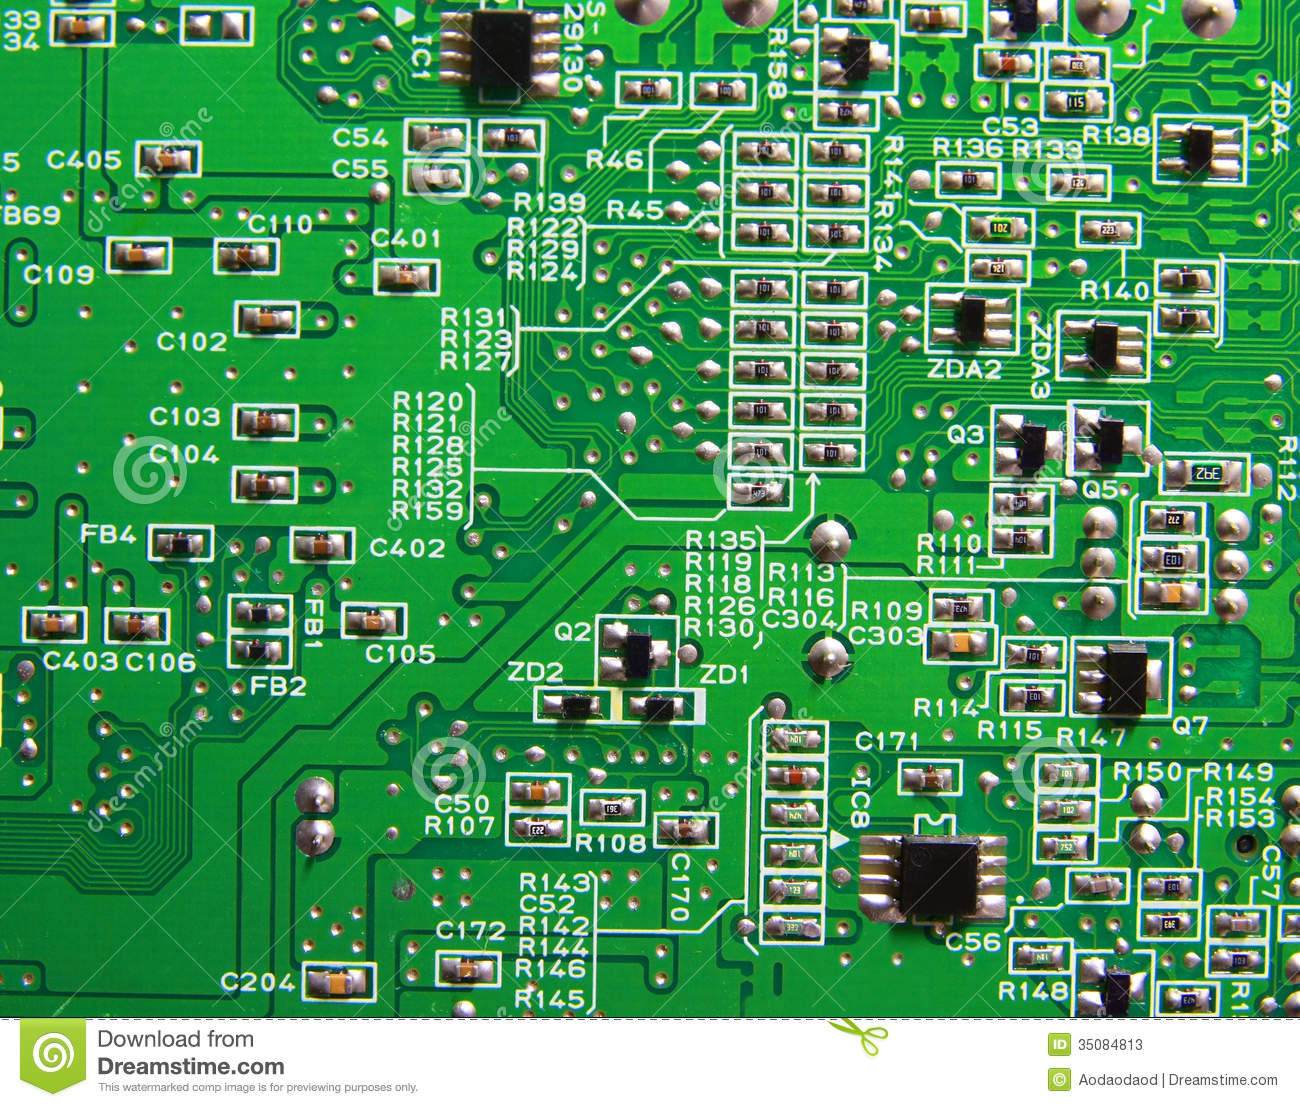 33
34
IC1
S-
29130
R158
C53
R138
ZDA4
C54
C55
C405
R46
R136
R133
R141
FB69
R139
R122
R129
R124
R45
R134
C110
C401
C109
R140
R131
R123
R127
C102
ZDA2
ZDA3
R120
R121
R128
R125
R132
R159
C103
C104
Q3
Q5
R112
FB4
C402
R135
R119
R118
R126
R130
R113
R116
C304
R110
R111
R109
C303
FB1
C403
C106
C105
FB2
Q2
ZD2
ZD1
R114
R115
R147
Q7
C171
IC8
R150
R149
R154
R153
C50
R107
R108
C170
C57
R143
C52
R142
R144
R146
R145
C172
C204
C56
R148
Download from
Dreamstime.com
This watermarked comp image is for previewing purposes only.
ID 35084813
© Aodaodaod | Dreamstime.com